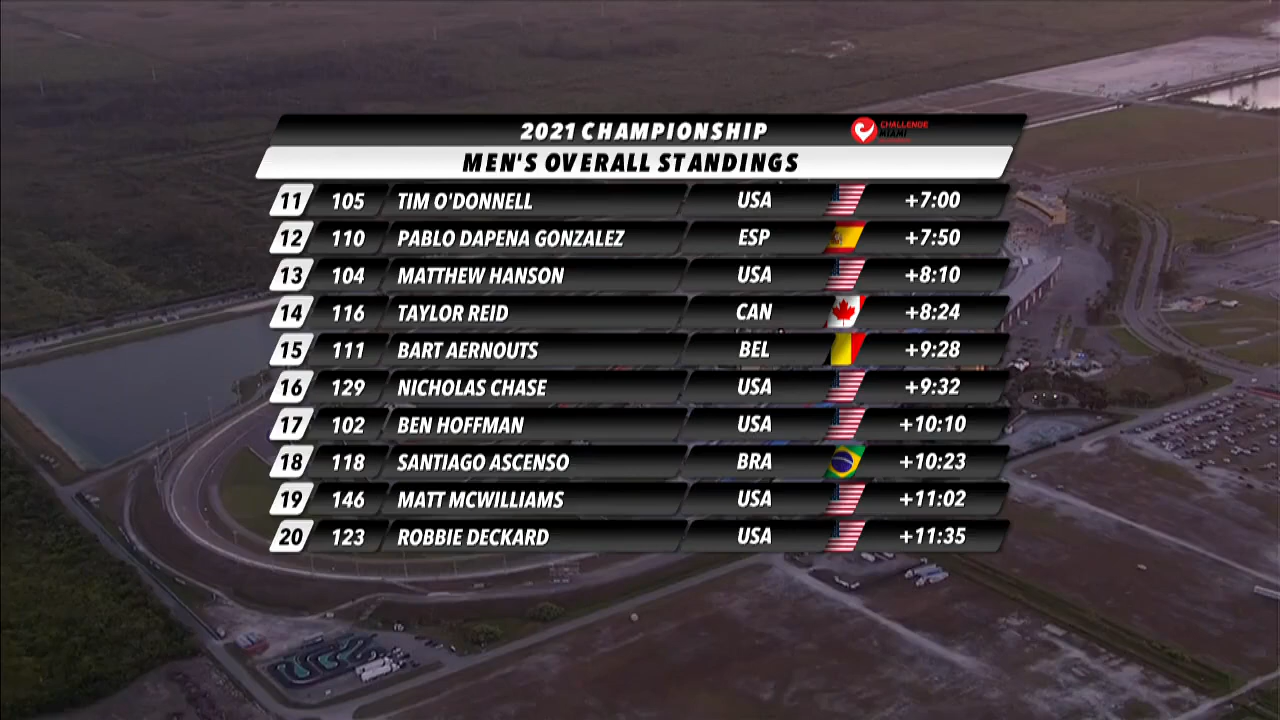 2021 CHAMPIONSHIP CHALLENGE MIAMI
MEN'S OVERALL STANDINGS
11 105 TIM O'DONNELL USA +7:00
12 110 PABLO DAPENA GONZALEZ ESP +7:50
13 104 MATTHEW HANSON USA +8:10
14 116 TAYLOR REID CAN +8:24
15 111 BART AERNOUTS BEL +9:28
16 129 NICHOLAS CHASE USA +9:32
17 102 BEN HOFFMAN USA +10:10
18 118 SANTIAGO ASCENSO BRA +10:23
19 146 MATT MCWILLIAMS USA +11:02
20 123 ROBBIE DECKARD USA +11:35